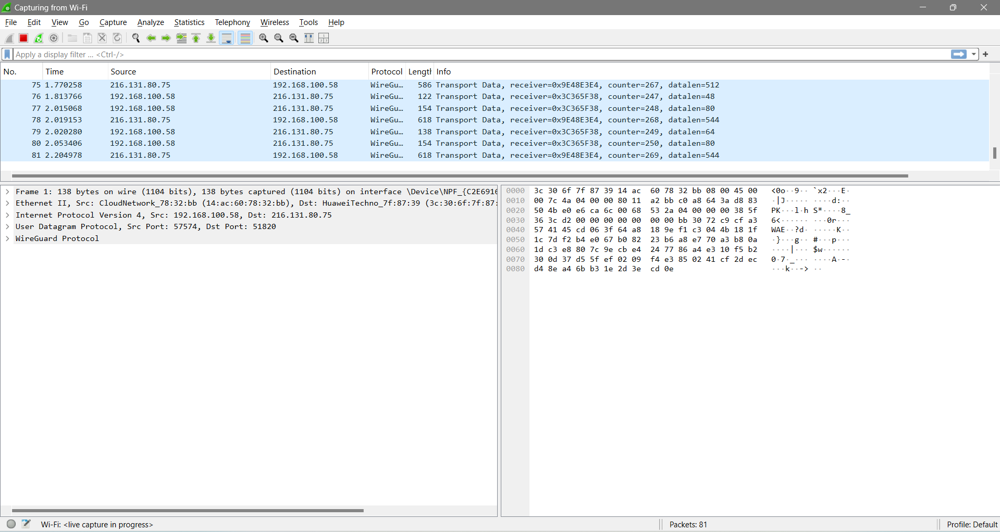 Capturing from Wi-Fi
File Edit View Go Capture Analyze Statistics Telephony Wireless Tools Help
Apply a display filter ... <Ctrl-/>
No. Time Source Destination Protocol Length Info
75 1.770258 216.131.80.75 192.168.100.58 WireGu… 586 Transport Data, receiver=0x9E48E3E4, counter=267, datalen=512
76 1.813766 192.168.100.58 216.131.80.75 WireGu… 122 Transport Data, receiver=0x3C365F38, counter=247, datalen=48
77 2.015068 192.168.100.58 216.131.80.75 WireGu… 154 Transport Data, receiver=0x3C365F38, counter=248, datalen=80
78 2.019153 216.131.80.75 192.168.100.58 WireGu… 618 Transport Data, receiver=0x9E48E3E4, counter=268, datalen=544
79 2.020280 192.168.100.58 216.131.80.75 WireGu… 138 Transport Data, receiver=0x3C365F38, counter=249, datalen=64
80 2.053406 192.168.100.58 216.131.80.75 WireGu… 154 Transport Data, receiver=0x3C365F38, counter=250, datalen=80
81 2.204978 216.131.80.75 192.168.100.58 WireGu… 618 Transport Data, receiver=0x9E48E3E4, counter=269, datalen=544
Frame 1: 138 bytes on wire (1104 bits), 138 bytes captured (1104 bits) on interface \Device\NPF_{C2E6916
Ethernet II, Src: CloudNetwork_78:32:bb (14:ac:60:78:32:bb), Dst: HuaweiTechno_7f:87:39 (3c:30:6f:7f:87:
Internet Protocol Version 4, Src: 192.168.100.58, Dst: 216.131.80.75
User Datagram Protocol, Src Port: 57574, Dst Port: 51820
WireGuard Protocol
0000 3c 30 6f 7f 87 39 14 ac 60 78 32 bb 08 00 45 00 <0o··9·· `x2···E·
0010 00 7c 4a 04 00 00 80 11 a2 bb c0 a8 64 3a d8 83 ·|J····· ····d:··
0020 50 4b e0 e6 ca 6c 00 68 53 2a 04 00 00 00 38 5f PK···l·h S*····8_
0030 36 3c d2 00 00 00 00 00 00 00 bb 30 72 c9 cf a3 6<······ ···0r···
0040 57 41 45 cd 06 3f 64 a8 18 9e f1 c3 04 4b 18 1f WAE··?d· ·····K··
0050 1c 7d f2 b4 e0 67 b0 82 23 b6 a8 e7 70 a3 b8 0a ·}···g·· #···p···
0060 1d c3 e8 80 7c 9e cb e4 24 77 86 a4 e3 10 f5 b2 ····|··· $w······
0070 30 0d 37 d5 5f ef 02 09 f4 e3 85 02 41 cf 2d ec 0·7·_··· ····A·-·
0080 d4 8e a4 6b b3 1e 2d 3e cd 0e ···k··-> ··
Wi-Fi: <live capture in progress> Packets: 81 Profile: Default